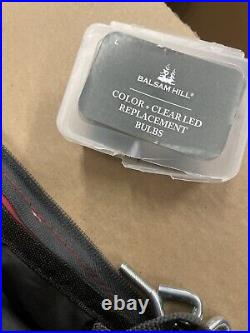 BALSAM HILL®
COLOR + CLEAR LED
REPLACEMENT
BULBS